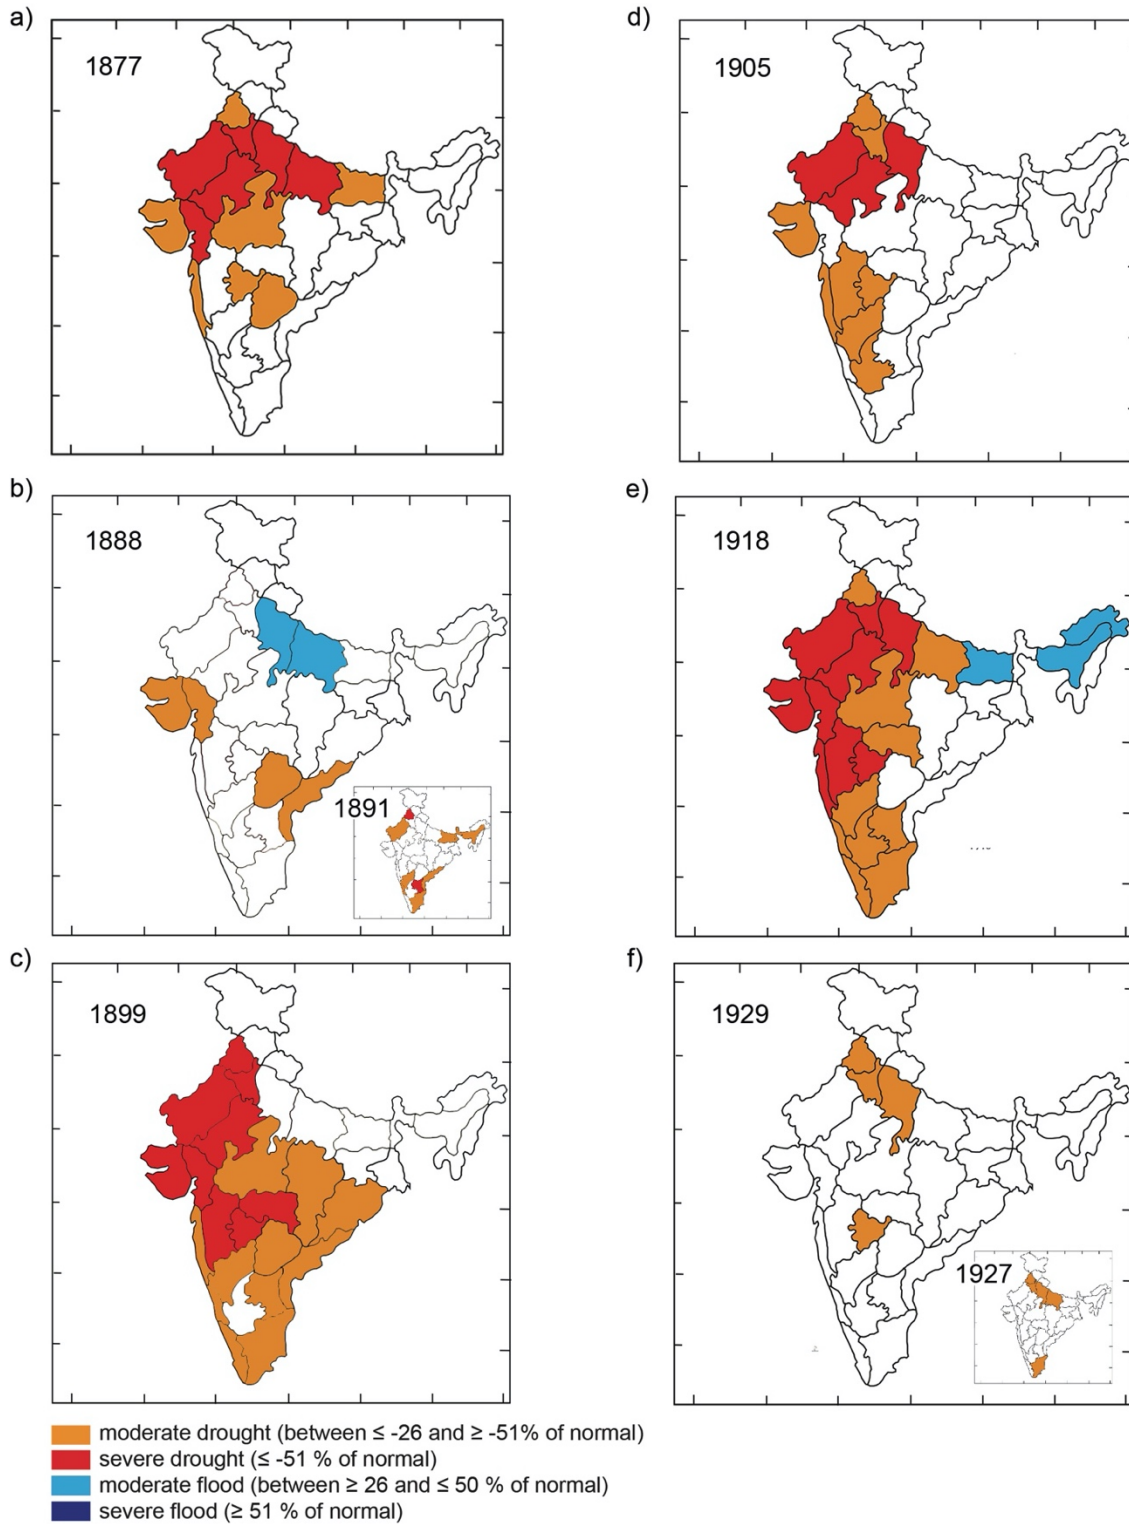 a)
1877
b)
1888
1891
c)
1899
d)
1905
e)
1918
f)
1929
1927
moderate drought (between ≤ -26 and ≥ -51% of normal)
severe drought (≤ -51 % of normal)
moderate flood (between ≥ 26 and ≤ 50 % of normal)
severe flood (≥ 51 % of normal)